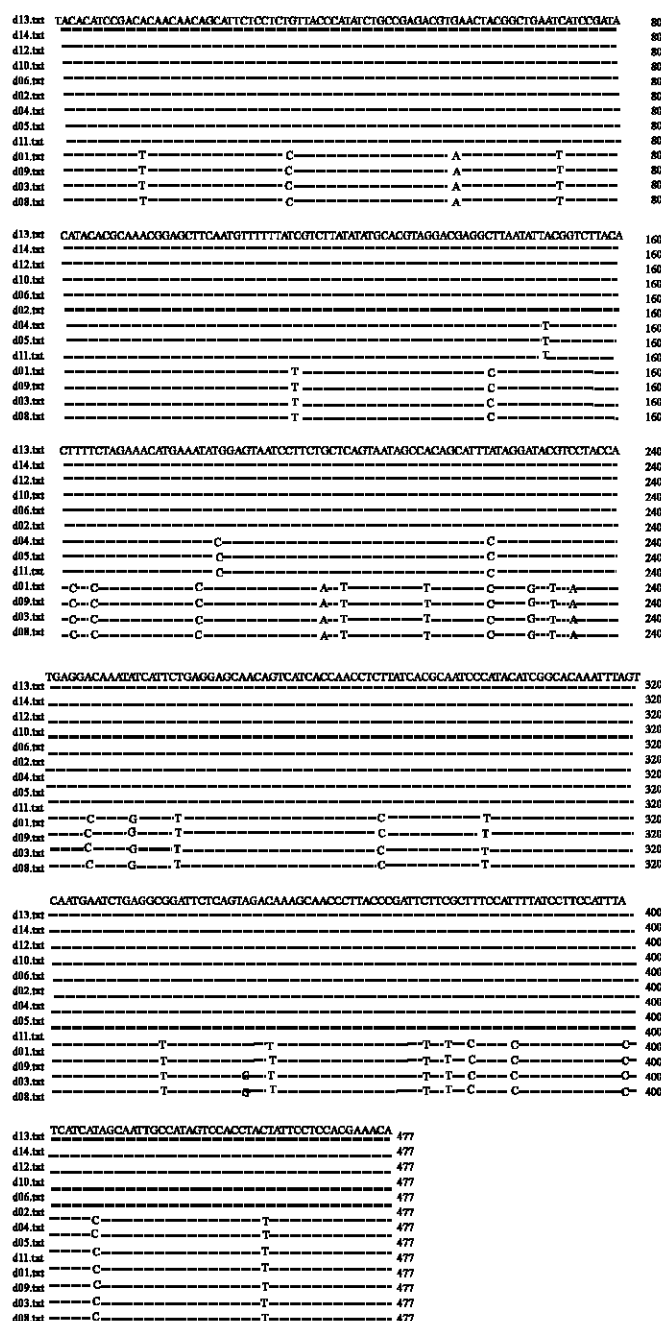 d13.txt TACACATCCGACACAACAACAGCATTCTCCTCTGTTACCCATATCTGCCGAGACGTGAACTACGGCTGAATCATCCGATA 80
d14.txt 80
d12.txt 80
d10.txt 80
d06.txt 80
d02.txt 80
d04.txt 80
d05.txt 80
d11.txt 80
d01.txt T C A T 80
d09.txt T C A T 80
d03.txt T C A T 80
d08.txt T C A T 80
d13.txt CATACACGCAAACGGAGCTTCAATGTTTTTTATCGTCTTATATATGCACGTAGGACGAGGCTTAATATTACGGTCTTACA 160
d14.txt 160
d12.txt 160
d10.txt 160
d06.txt 160
d02.txt 160
d04.txt T 160
d05.txt T 160
d11.txt T 160
d01.txt T C 160
d09.txt T C 160
d03.txt T C 160
d08.txt T C 160
d13.txt CTTTTCTAGAAACATGAAATATGGAGTAATCCTTCTGCTCAGTAATAGCCACAGCATTTATAGGATACGTCCTACCA 240
d14.txt 240
d12.txt 240
d10.txt 240
d06.txt 240
d02.txt 240
d04.txt C C 240
d05.txt C C 240
d11.txt C C 240
d01.txt C C C A T T C G T A 240
d09.txt C C C A T T C G T A 240
d03.txt C C C A T T C G T A 240
d08.txt C C C A T T C G T A 240
TGAGGACAAATATCATTCTGAGGAGCAACAGTCATCACCAACCTCTTATCACGCAATCCCATACATCGGCACAAATTTAGT
d13.txt 320
d14.txt 320
d12.txt 320
d10.txt 320
d06.txt 320
d02.txt 320
d04.txt 320
d05.txt 320
d11.txt 320
d01.txt C G T C T 320
d09.txt C G T C T 320
d03.txt C G T C T 320
d08.txt C G T C T 320
CAATGAATCTGAGGCGGATTCTCAGTAGACAAAGCAACCCTTACCCGATTCTTCGCTTTCCATTTTATCCTTCCATTTA
d13.txt 400
d14.txt 400
d12.txt 400
d10.txt 400
d06.txt 400
d02.txt 400
d04.txt 400
d05.txt 400
d11.txt 400
d01.txt T T T T C C C 400
d09.txt T T T T C C C 400
d03.txt T G T T T C C C 400
d08.txt T G T T T C C C 400
TCATCATAGCAATTGCCATAGTCCACCTACTATTCCTCCACGAAACA
d13.txt 477
d14.txt 477
d12.txt 477
d10.txt 477
d06.txt 477
d02.txt 477
d04.txt C T 477
d05.txt C T 477
d11.txt C T 477
d01.txt C T 477
d09.txt C T 477
d03.txt C T 477
d08.txt C T 477